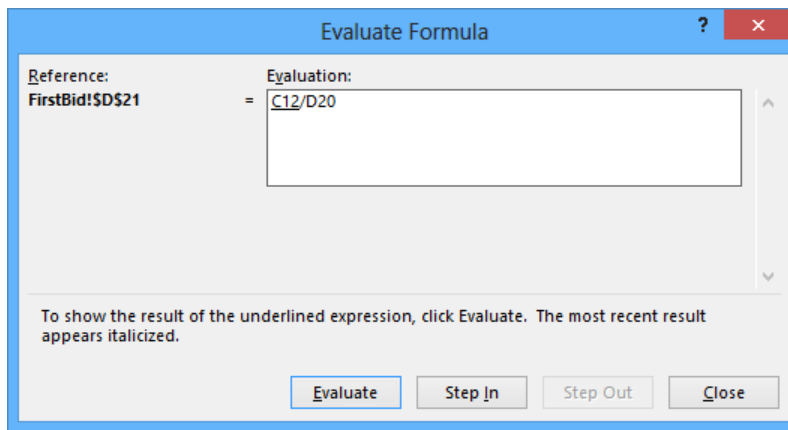 Evaluate Formula
? ×
Reference: Evaluation:
FirstBid!$D$21 = C12/D20
To show the result of the underlined expression, click Evaluate. The most recent result
appears italicized.
Evaluate Step In Step Out Close